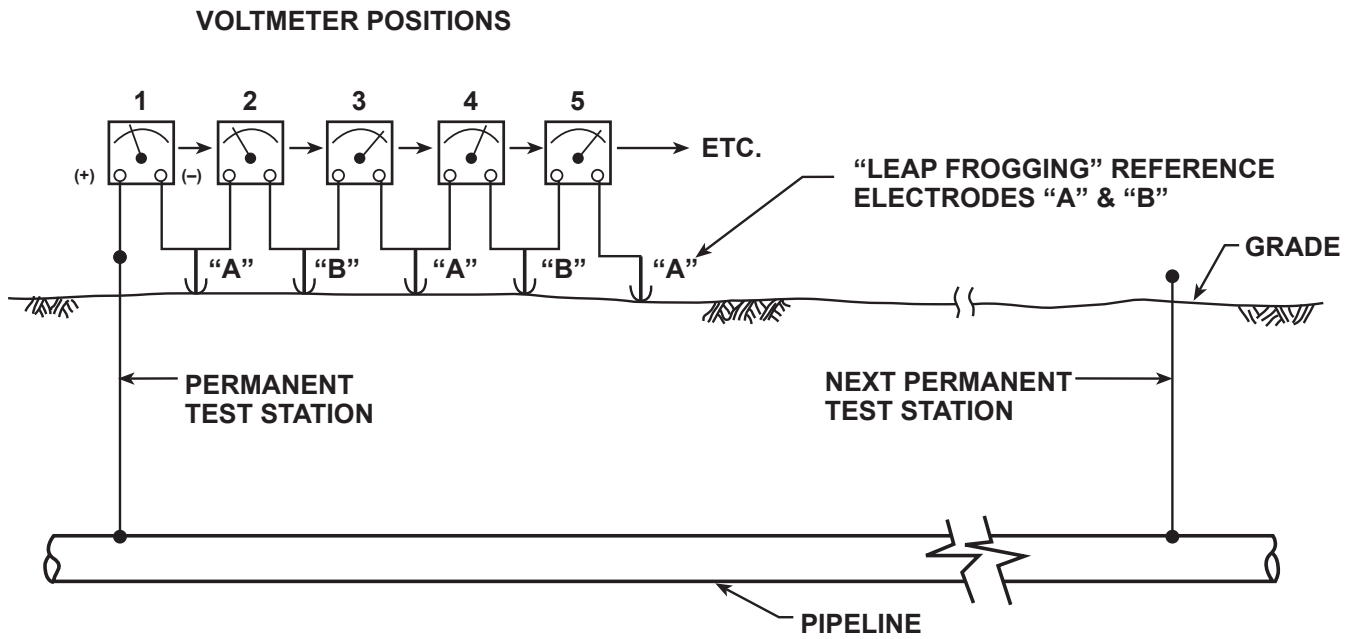 VOLTMETER POSITIONS
1 2 3 4 5
ETC.
(+) (–)
“LEAP FROGGING” REFERENCE
ELECTRODES “A” & “B”
“A” “B” “A” “B” “A”
GRADE
PERMANENT
TEST STATION
NEXT PERMANENT
TEST STATION
PIPELINE